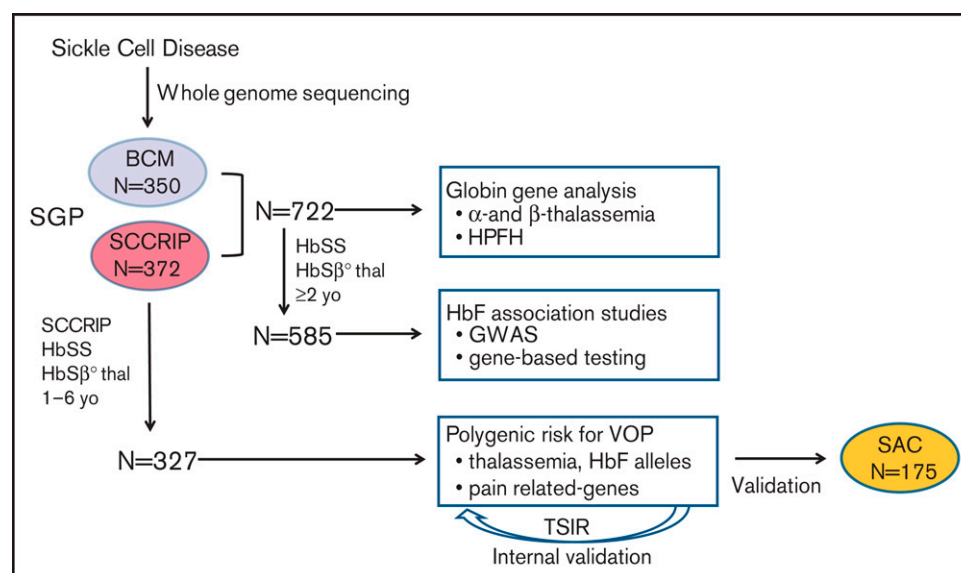 Sickle Cell Disease
Whole genome sequencing
BCM
N=350
SGP
SCCRIP
N=372
N=722
Globin gene analysis
• α-and β-thalassemia
• HPFH
HbSS
HbSβ° thal
≥2 yo
N=585
HbF association studies
• GWAS
• gene-based testing
SCCRIP
HbSS
HbSβ° thal
1–6 yo
N=327
Polygenic risk for VOP
• thalassemia, HbF alleles
• pain related-genes
Validation
SAC
N=175
TSIR
Internal validation